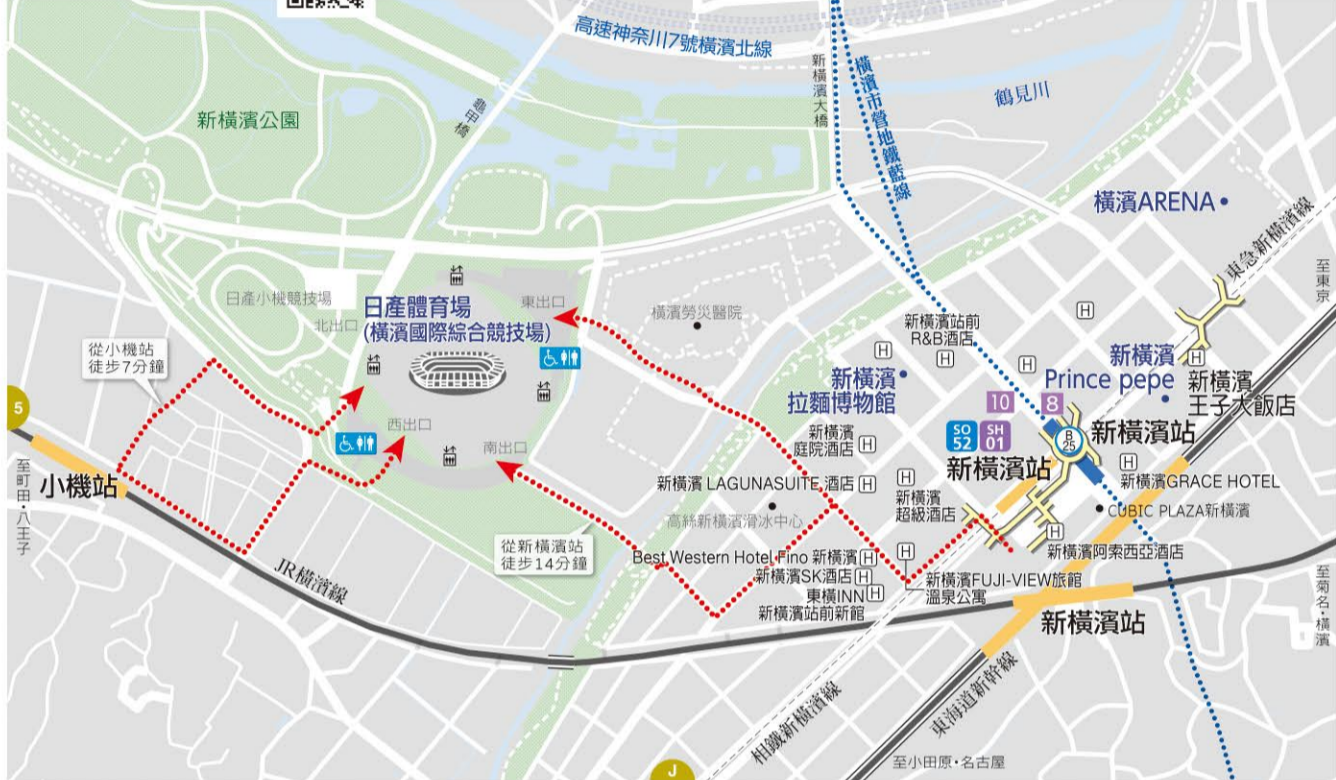 高速神奈川7號橫濱北線
新橫濱大橋
橫濱市營地鐵藍線
鶴見川
龜甲橋
新橫濱公園
橫濱ARENA
東急新橫濱線
至東京
日產小機競技場
北出口
日產體育場
(橫濱國際綜合競技場)
東出口
橫濱勞災醫院
新橫濱站前
R&B酒店
新橫濱
拉麵博物館
新橫濱
Prince pepe
新橫濱
王子大飯店
從小機站
徒步7分鐘
5
小機站
至町田・八王子
西出口
南出口
10
8
SO
52
SH
01
B
25
新橫濱站
新橫濱站
新橫濱
庭院酒店
H
新橫濱 LAGUNASUITE 酒店
H
新橫濱
超級酒店
H
新橫濱GRACE HOTEL
CUBIC PLAZA新橫濱
新橫濱阿索西亞酒店
高絲新橫濱滑冰中心
從新橫濱站
徒步14分鐘
Best Western Hotel Fino 新橫濱
H
新橫濱SK酒店
H
東橫INN
H
新橫濱站前新館
新橫濱FUJI-VIEW旅館
溫泉公寓
JR橫濱線
新橫濱站
至菊名・橫濱
相鐵新橫濱線
東海道新幹線
至小田原・名古屋
J